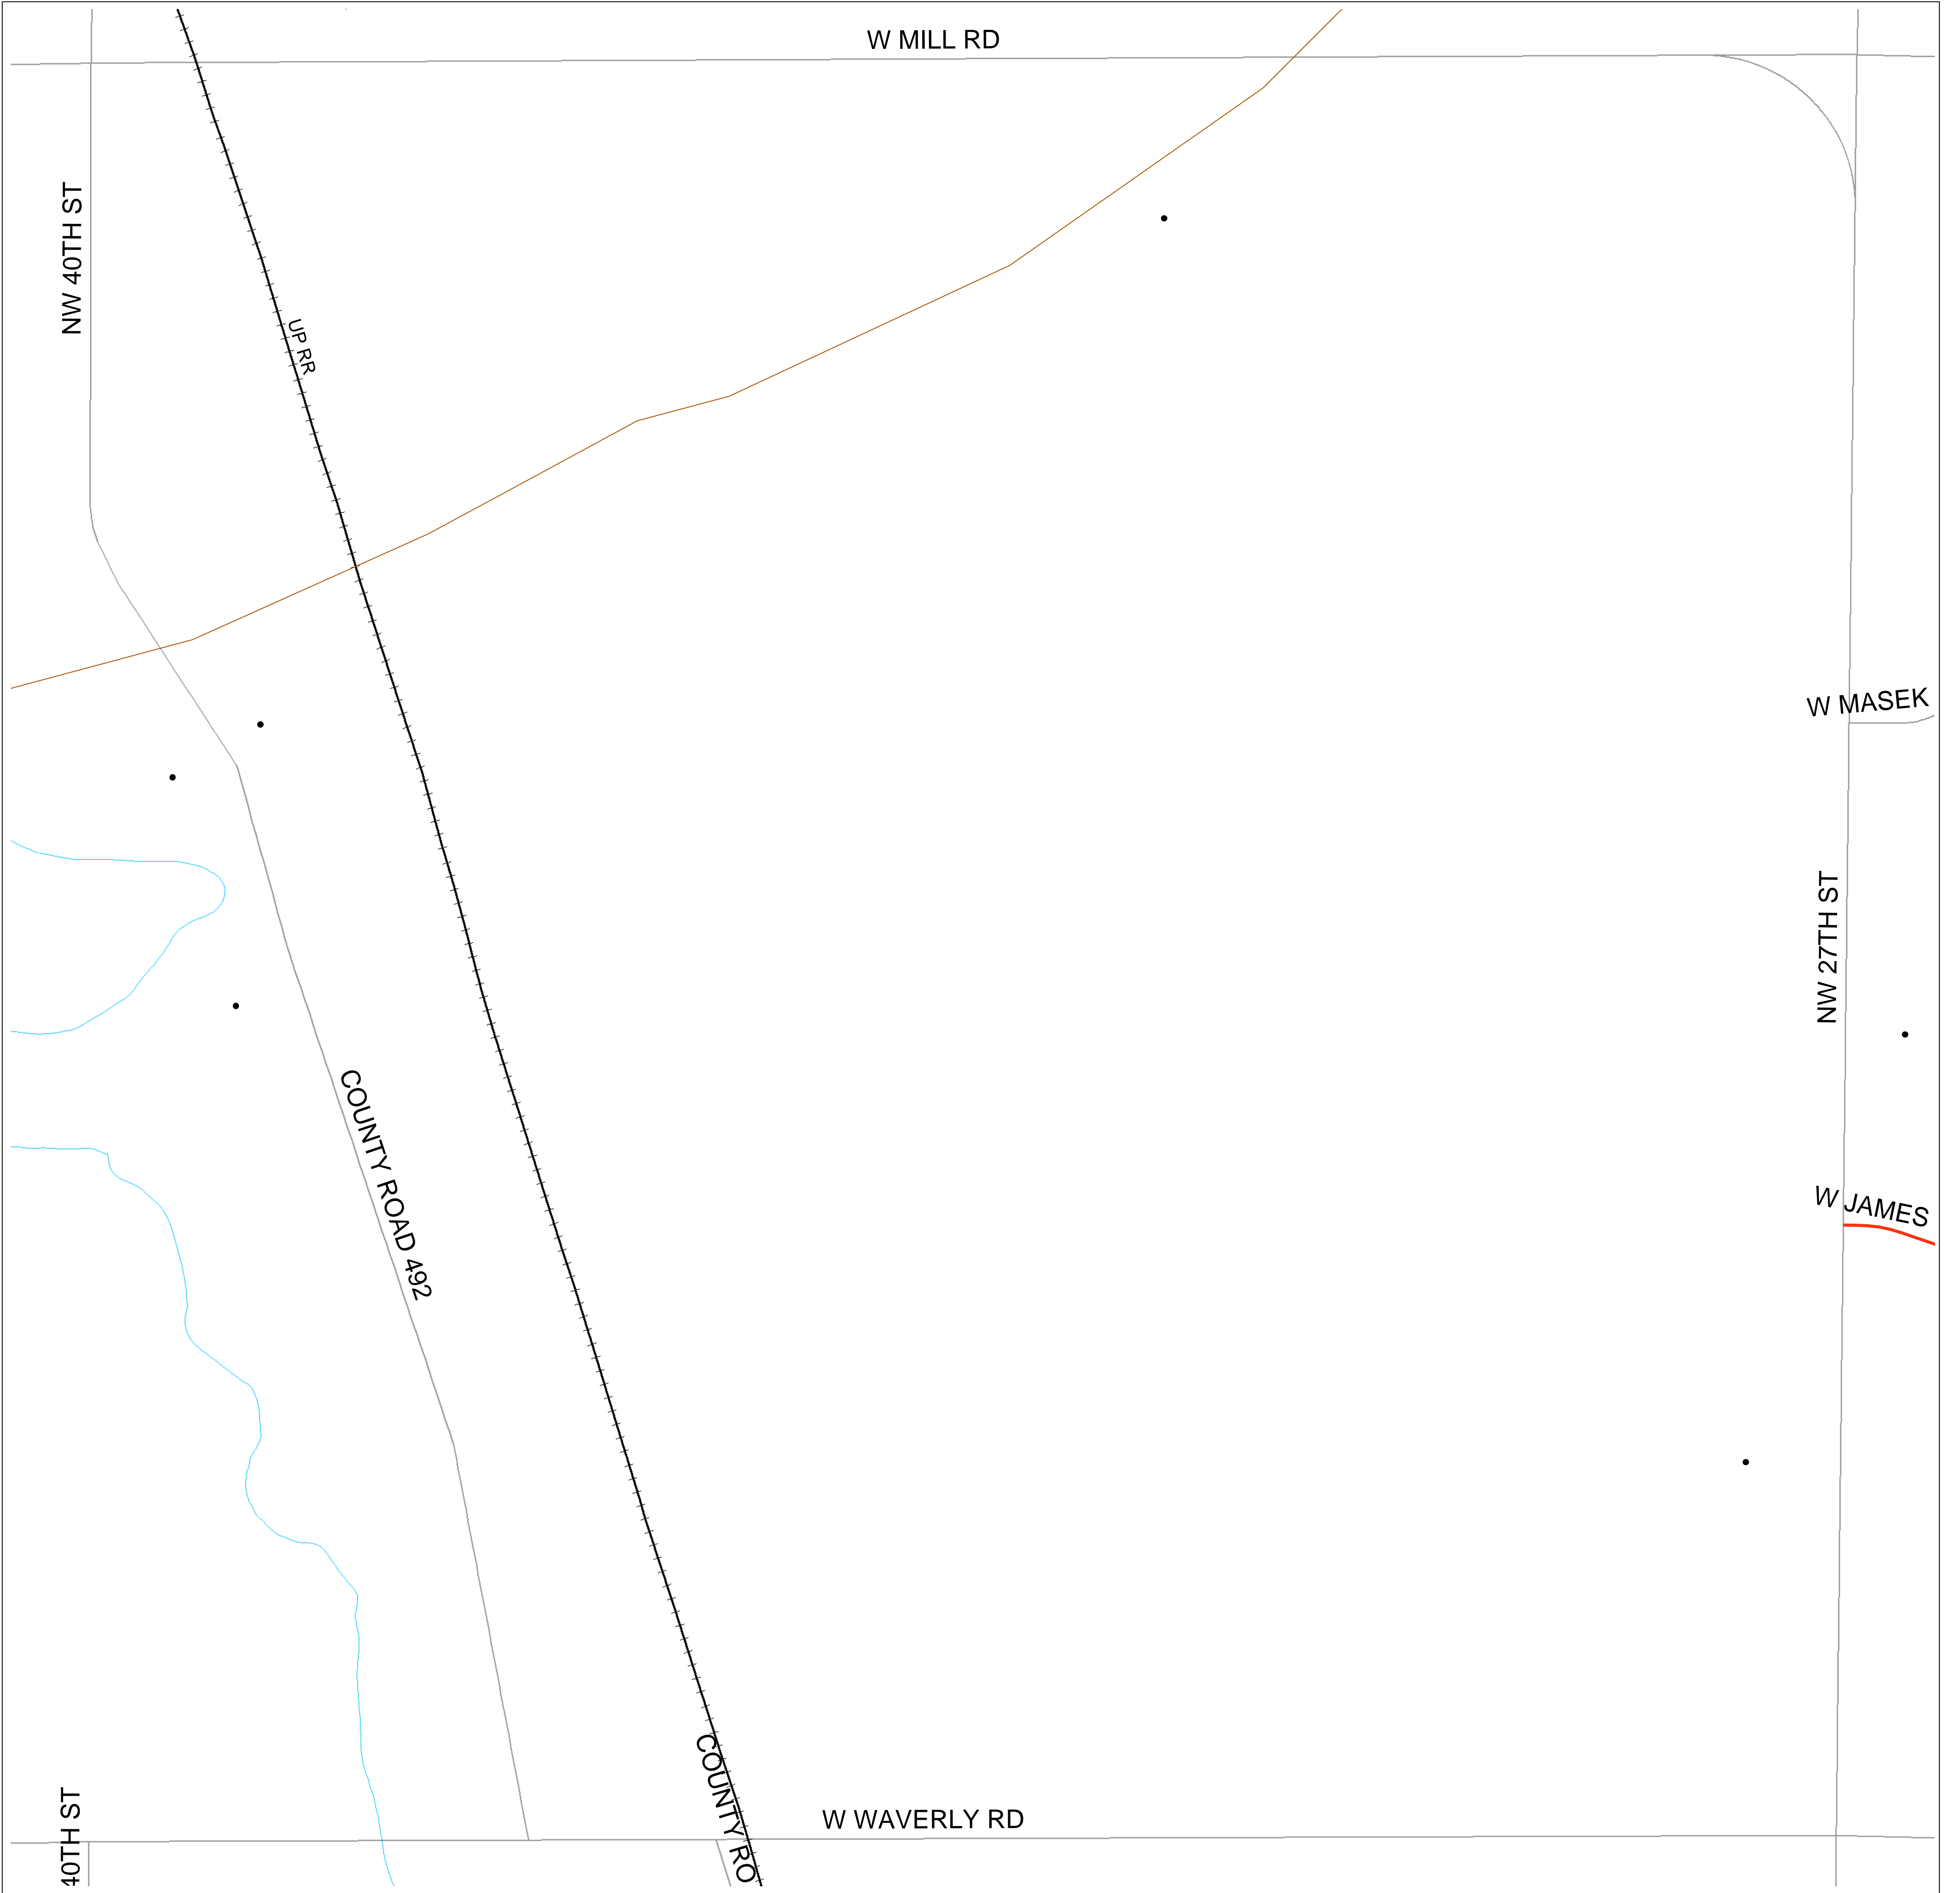 W MILL RD
NW 40TH ST
UP RR
W MASEK
NW 27TH ST
COUNTY ROAD 492
W JAMES
COUNTY RO
W WAVERLY RD
40TH ST